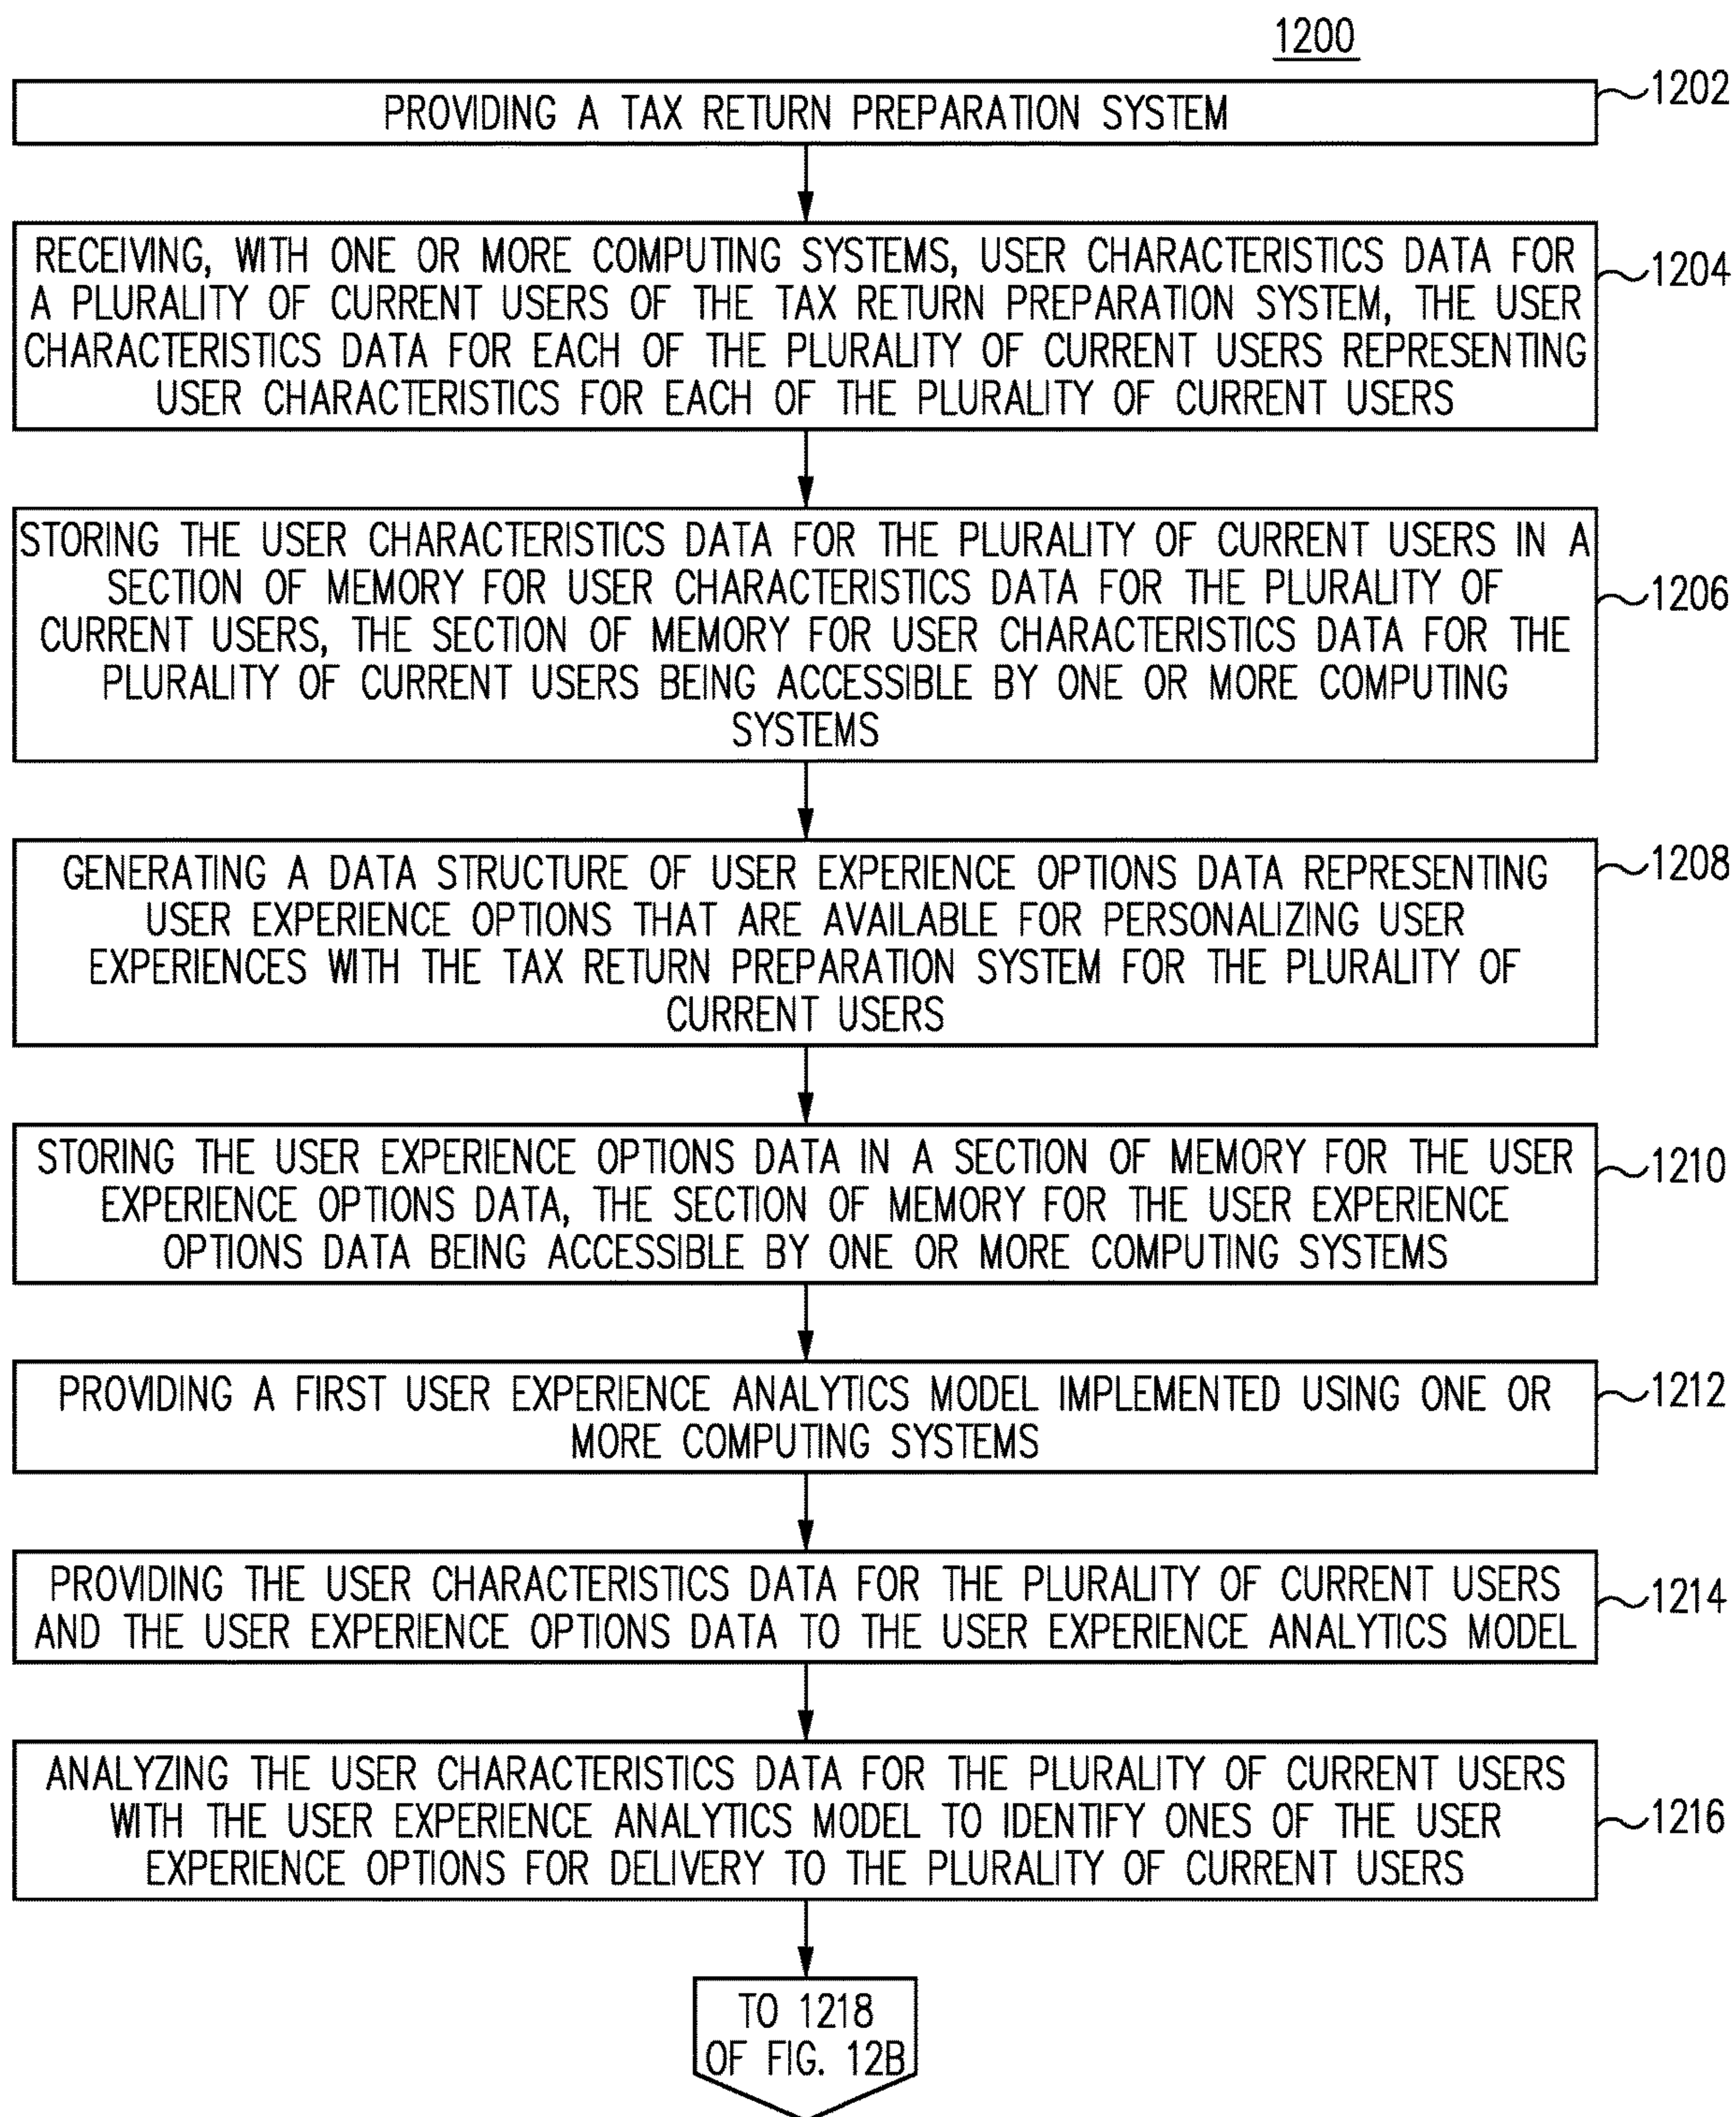 1200
PROVIDING A TAX RETURN PREPARATION SYSTEM
1202
RECEIVING, WITH ONE OR MORE COMPUTING SYSTEMS, USER CHARACTERISTICS DATA FOR
A PLURALITY OF CURRENT USERS OF THE TAX RETURN PREPARATION SYSTEM, THE USER
CHARACTERISTICS DATA FOR EACH OF THE PLURALITY OF CURRENT USERS REPRESENTING
USER CHARACTERISTICS FOR EACH OF THE PLURALITY OF CURRENT USERS
1204
STORING THE USER CHARACTERISTICS DATA FOR THE PLURALITY OF CURRENT USERS IN A
SECTION OF MEMORY FOR USER CHARACTERISTICS DATA FOR THE PLURALITY OF
CURRENT USERS, THE SECTION OF MEMORY FOR USER CHARACTERISTICS DATA FOR THE
PLURALITY OF CURRENT USERS BEING ACCESSIBLE BY ONE OR MORE COMPUTING
SYSTEMS
1206
GENERATING A DATA STRUCTURE OF USER EXPERIENCE OPTIONS DATA REPRESENTING
USER EXPERIENCE OPTIONS THAT ARE AVAILABLE FOR PERSONALIZING USER
EXPERIENCES WITH THE TAX RETURN PREPARATION SYSTEM FOR THE PLURALITY OF
CURRENT USERS
1208
STORING THE USER EXPERIENCE OPTIONS DATA IN A SECTION OF MEMORY FOR THE USER
EXPERIENCE OPTIONS DATA, THE SECTION OF MEMORY FOR THE USER EXPERIENCE
OPTIONS DATA BEING ACCESSIBLE BY ONE OR MORE COMPUTING SYSTEMS
1210
PROVIDING A FIRST USER EXPERIENCE ANALYTICS MODEL IMPLEMENTED USING ONE OR
MORE COMPUTING SYSTEMS
1212
PROVIDING THE USER CHARACTERISTICS DATA FOR THE PLURALITY OF CURRENT USERS
AND THE USER EXPERIENCE OPTIONS DATA TO THE USER EXPERIENCE ANALYTICS MODEL
1214
ANALYZING THE USER CHARACTERISTICS DATA FOR THE PLURALITY OF CURRENT USERS
WITH THE USER EXPERIENCE ANALYTICS MODEL TO IDENTIFY ONES OF THE USER
EXPERIENCE OPTIONS FOR DELIVERY TO THE PLURALITY OF CURRENT USERS
1216
TO 1218
OF FIG. 12B